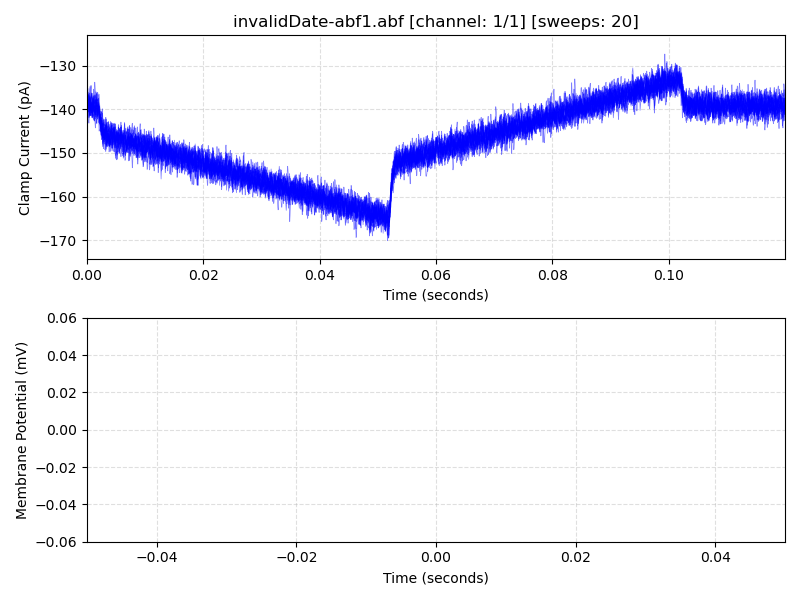 invalidDate-abf1.abf [channel: 1/1] [sweeps: 20]
Clamp Current (pA)
−130
−140
−150
−160
−170
0.00 0.02 0.04 0.06 0.08 0.10
Time (seconds)
Membrane Potential (mV)
0.06
0.04
0.02
0.00
−0.02
−0.04
−0.06
−0.04 −0.02 0.00 0.02 0.04
Time (seconds)